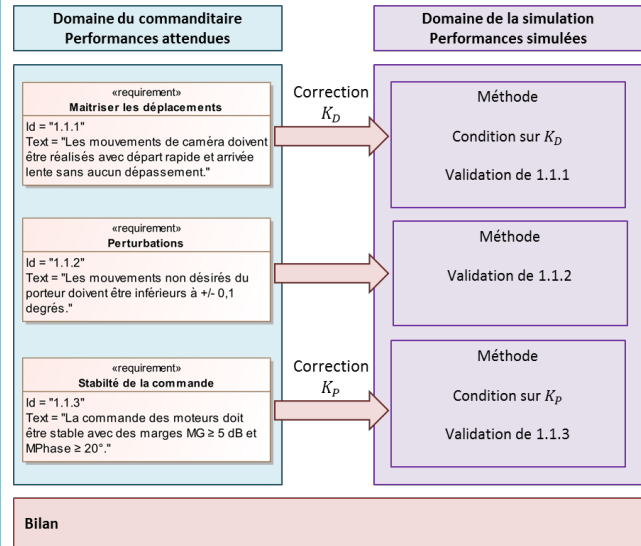 Domaine du commanditaire
Performances attendues
Domaine de la simulation
Performances simulées
«requirement»
Maitriser les déplacements
Id = "1.1.1"
Text = "Les mouvements de caméra doivent
être réalisés avec départ rapide et arrivée
lente sans aucun dépassement."
Correction
K_D
Méthode
Condition sur K_D
Validation de 1.1.1
«requirement»
Perturbations
Id = "1.1.2"
Text = "Les mouvements non désirés du
porteur doivent être inférieurs à +/- 0,1
degrés."
Méthode
Validation de 1.1.2
«requirement»
Stabilté de la commande
Id = "1.1.3"
Text = "La commande des moteurs doit
être stable avec des marges MG ≥ 5 dB et
MPhase ≥ 20°."
Correction
K_P
Méthode
Condition sur K_P
Validation de 1.1.3
Bilan